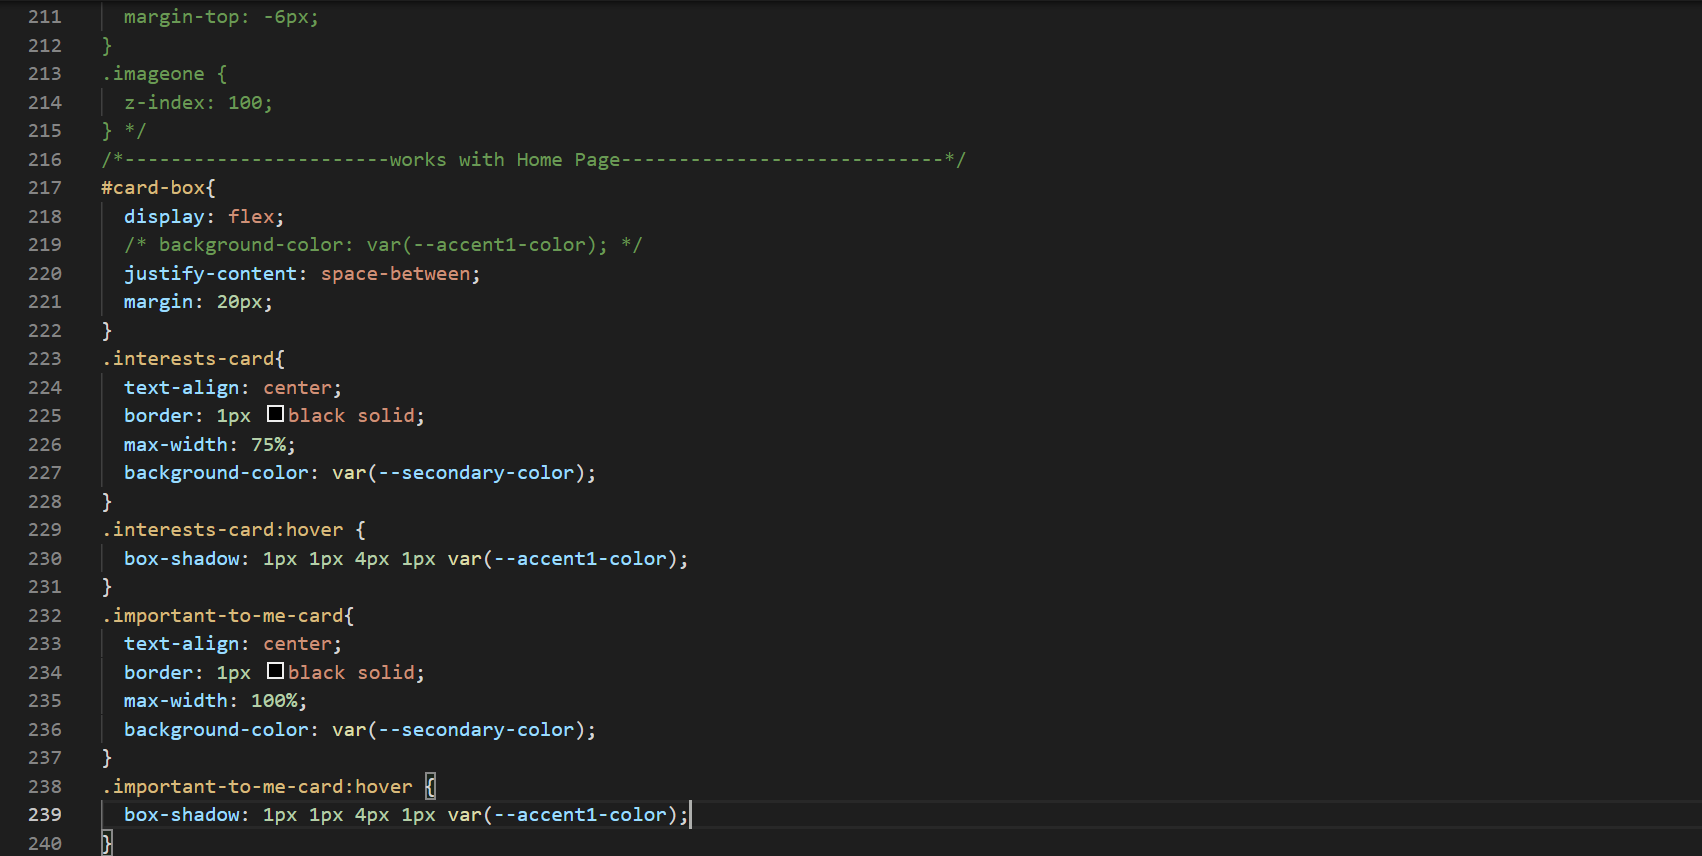 211 margin-top: -6px;
212 }
213 .imageone {
214 z-index: 100;
215 } */
216 /*-----------------------works with Home Page----------------------------*/
217 #card-box{
218 display: flex;
219 /* background-color: var(--accent1-color); */
220 justify-content: space-between;
221 margin: 20px;
222 }
223 .interests-card{
224 text-align: center;
225 border: 1px black solid;
226 max-width: 75%;
227 background-color: var(--secondary-color);
228 }
229 .interests-card:hover {
230 box-shadow: 1px 1px 4px 1px var(--accent1-color);
231 }
232 .important-to-me-card{
233 text-align: center;
234 border: 1px black solid;
235 max-width: 100%;
236 background-color: var(--secondary-color);
237 }
238 .important-to-me-card:hover {
239 box-shadow: 1px 1px 4px 1px var(--accent1-color);
240 }